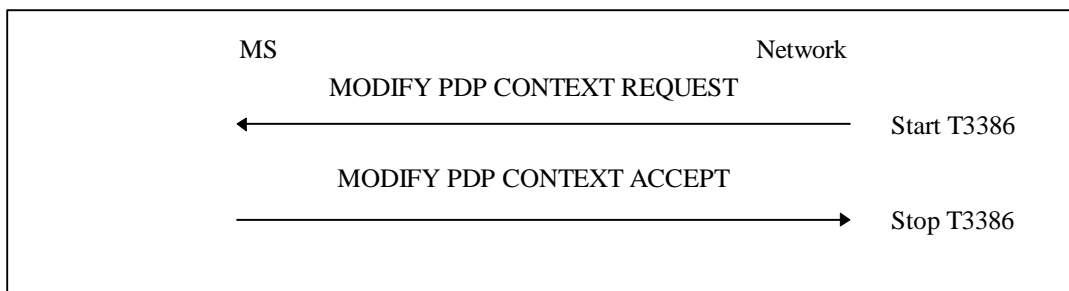 MS Network
MODIFY PDP CONTEXT REQUEST
Start T3386
MODIFY PDP CONTEXT ACCEPT
Stop T3386